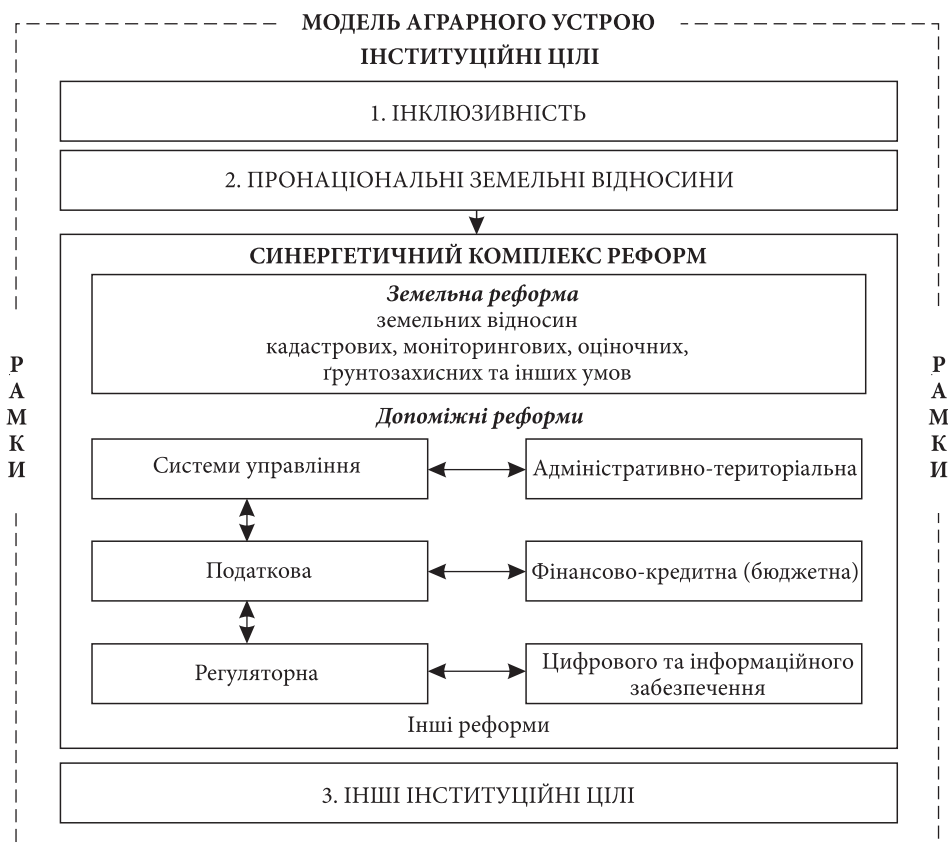 МОДЕЛЬ АГРАРНОГО УСТРОЮ
ІНСТИТУЦІЙНІ ЦІЛІ
1. ІНКЛЮЗИВНІСТЬ
2. ПРОНАЦІОНАЛЬНІ ЗЕМЕЛЬНІ ВІДНОСИНИ
СИНЕРГЕТИЧНИЙ КОМПЛЕКС РЕФОРМ
Земельна реформа
земельних відносин
кадастрових, моніторингових, оціночних,
ґрунтозахисних та інших умов
Допоміжні реформи
Системи управління
Адміністративно-територіальна
Податкова
Фінансово-кредитна (бюджетна)
Регуляторна
Цифрового та інформаційного
забезпечення
Інші реформи
3. ІНШІ ІНСТИТУЦІЙНІ ЦІЛІ
РАМКИ
РАМКИ